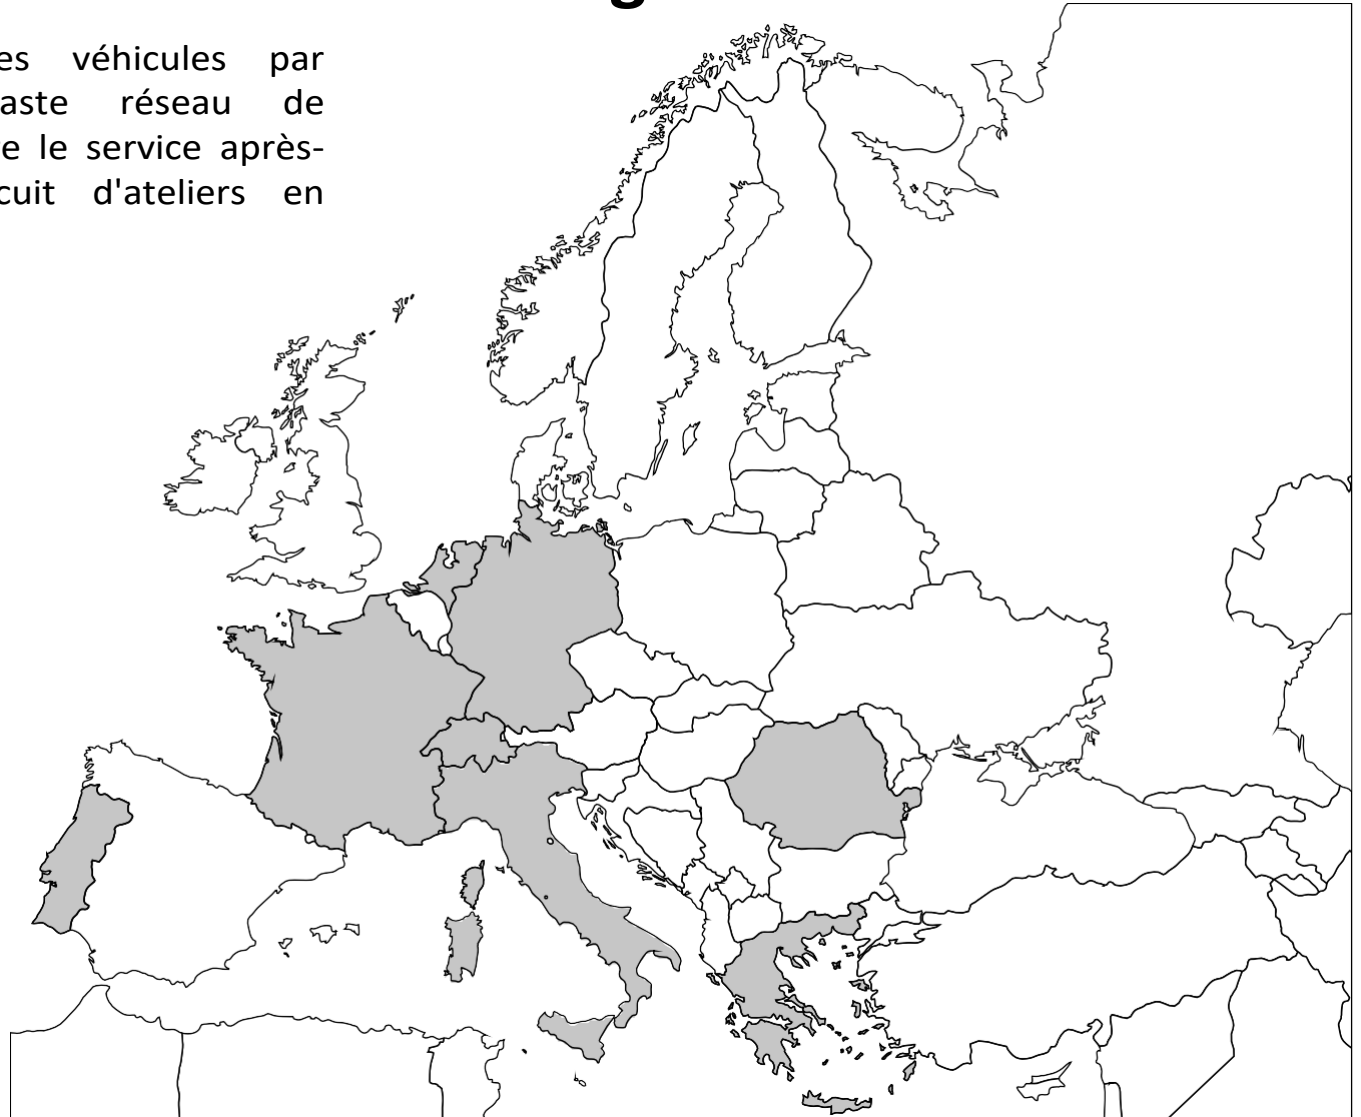 g
es véhicules par
aste réseau de
e le service après-
cuit d'ateliers en